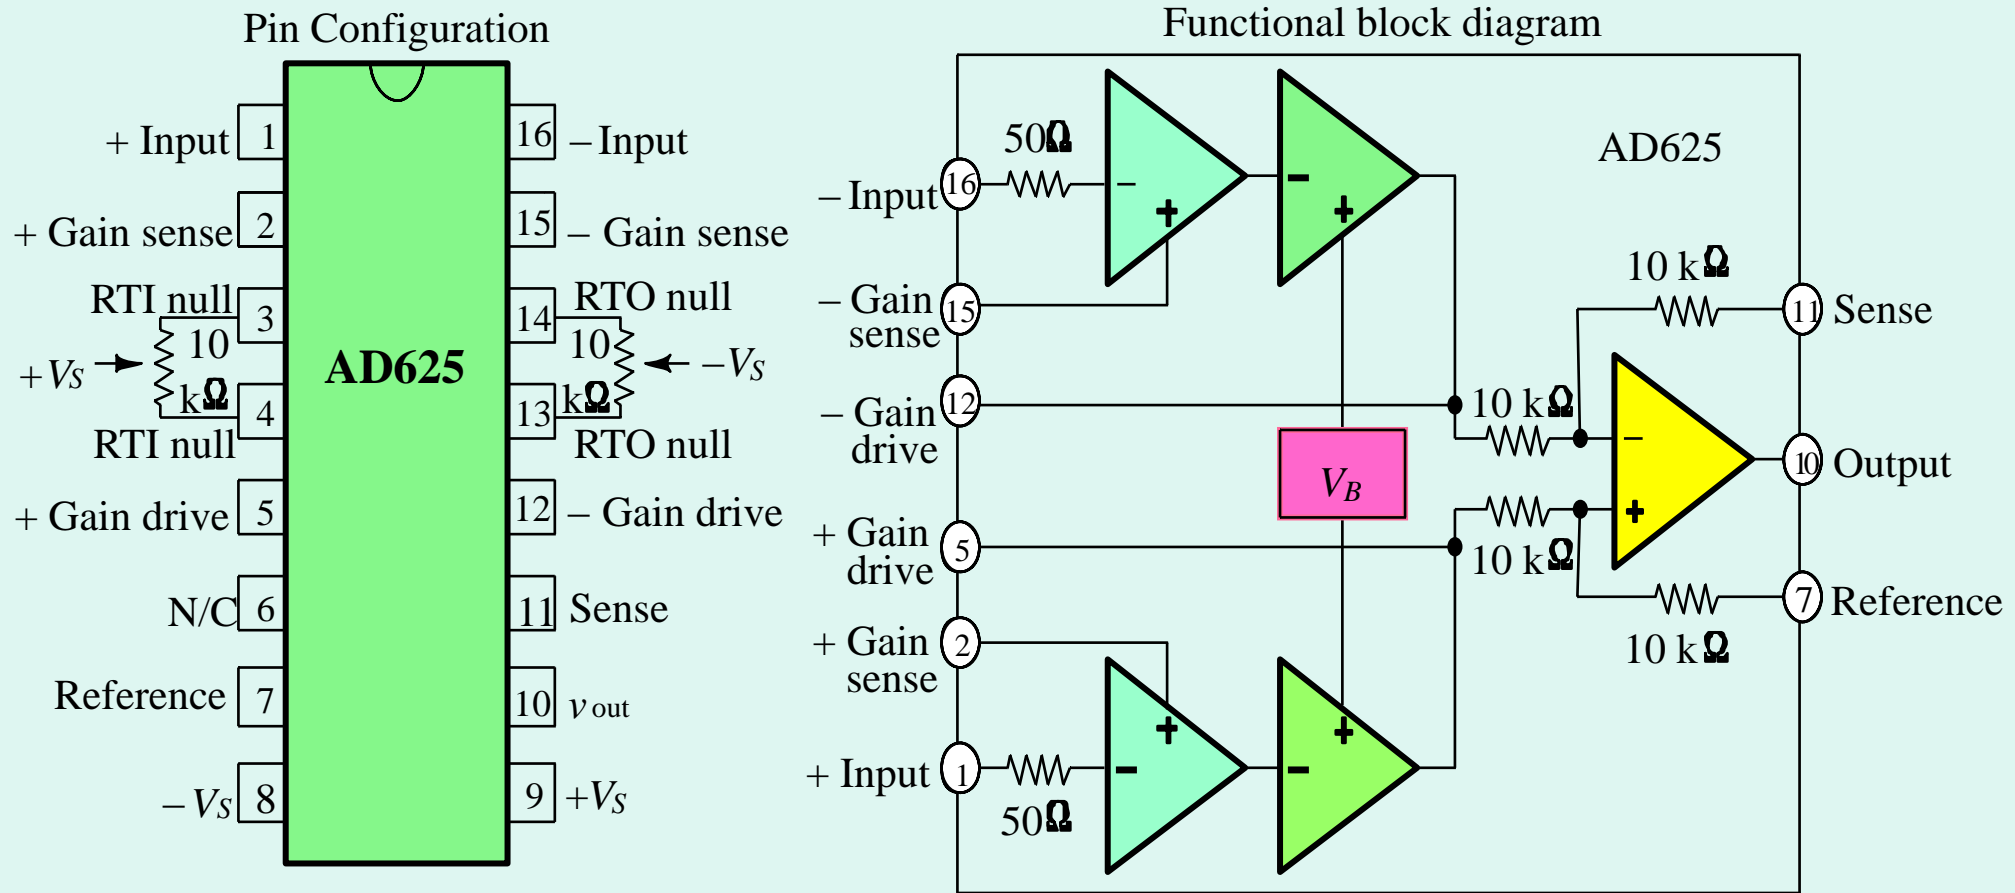 Pin Configuration
+ Input 1
16 – Input
+ Gain sense 2
15 – Gain sense
RTI null 3
14 RTO null
10 kΩ
10 kΩ
+VS
AD625
–VS
4
13
RTI null
RTO null
+ Gain drive 5
12 – Gain drive
N/C 6
11 Sense
Reference 7
10 v out
– VS 8
9 +VS
Functional block diagram
AD625
50Ω
– Input 16
–
+
–
+
– Gain sense 15
10 kΩ
11 Sense
– Gain drive 12
10 kΩ
–
VB
10 Output
+
+ Gain drive 5
10 kΩ
7 Reference
10 kΩ
+ Gain sense 2
+
+
+ Input 1
–
–
50Ω